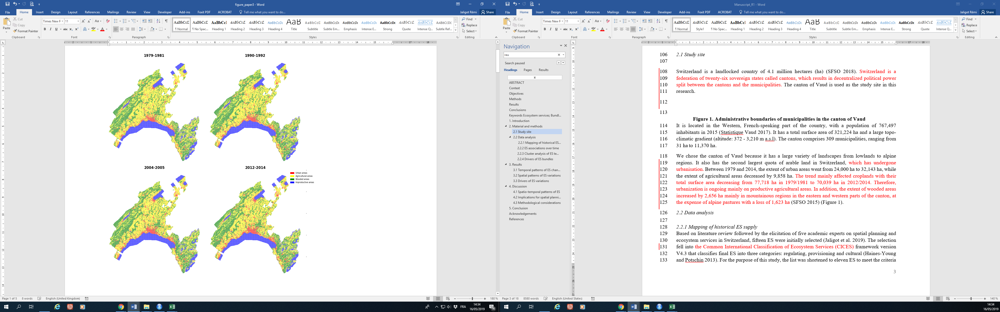 figure_paper3 - Word
File Home Insert Design Layout References Mailings Review View Developer Add-ins Foxit PDF ACROBAT Tell me what you want to do... Jaligot Rémi Share
Paste
Cut
Copy
Format Painter
Clipboard
Times New F 11
Font
Paragraph
AaBbCcD AaBbCcD AaBbCcI AaBbCcL AaBbCcL AaBbCcDc AaB AaBbCcD AaBbCcDt AaBbCcDt AaBbCcDt AaBbCcDc AaBbCcL AaBbCcL AaBbCcDc
¶ Normal ¶ No Spac... Heading 1 Heading 2 Heading 3 Heading 4 Title Subtitle Subtle Em... Emphasis Intense E... Strong Quote Intense Q... Subtle Ref...
Styles
Find
Replace
Select
Editing
1979-1981 1990-1992
2004-2005 2012-2014
Urban areas
Agricultural areas
Wooded areas
Improductive areas
Page 1 of 5 8 words English (United Kingdom) 180 %
FRA 14:34 16/05/2019
Manuscript_R1 - Word
File Home Insert Design Layout References Mailings Review View Developer Add-ins Foxit PDF ACROBAT Tell me what you want to do... Jaligot Rémi Share
Paste
Cut
Copy
Format Painter
Clipboard
Times New F 11
Font
Paragraph
¶ Normal Style1 ¶ No Spac... Heading 1 Heading 2 Heading 3 Heading 4 Title Subtitle Subtle Em... Emphasis Intense E... Strong Quote Intense Q...
Styles
Find
Replace
Select
Editing
Navigation
rau
Search paused
Headings Pages Results
ABSTRACT
Context
Objectives
Methods
Results
Conclusions
Keywords Ecosystem services; Bundl...
1. Introduction
2. Material and methods
2.1 Study site
2.2 Data analysis
2.2.1 Mapping of historical ES...
2.2.2 ES associations over time
2.2.3 Cluster analysis of ES te...
2.2.4 Drivers of ES bundles
3. Results
3.1 Temporal patterns of ES chan...
3.2 Spatial patterns of ES variations
3.3 Drivers of ES variations
4. Discussion
4.1 Spatio-temporal patterns of ES
4.2 Implications for spatial planni...
4.3 Methodological considerations
5. Conclusion
Acknowledgements
References
106 2.1 Study site
107
108 Switzerland is a landlocked country of 4.1 million hectares (ha) (SFSO 2018). Switzerland is a
109 federation of twenty-six sovereign states called cantons, which results in decentralized political power
110 split between the cantons and the municipalities. The canton of Vaud is used as the study site in this
111 research.
112
113
Figure 1. Administrative boundaries of municipalities in the canton of Vaud
114 It is located in the Western, French-speaking part of the country, with a population of 767,497
115 inhabitants in 2015 (Statistique Vaud 2017). It has a total surface area of 321,224 ha and a large topo-
116 climatic gradient (altitude: 372 - 3,210 m a.s.l). The canton comprises 309 municipalities, ranging from
117 31 ha to 11,370 ha.
118 We chose the canton of Vaud because it has a large variety of landscapes from lowlands to alpine
119 regions. It also has the second largest quota of arable land in Switzerland, which has undergone
120 urbanisation. Between 1979 and 2014, the extent of urban areas went from 24,000 ha to 32,143 ha, while
121 the extent of agricultural areas decreased by 9,858 ha. The trend mainly affected croplands with their
122 total surface area decreasing from 77,718 ha in 1979/1981 to 70,039 ha in 2012/2014. Therefore,
123 urbanization is ongoing mainly on productive agricultural areas. In addition, the extent of wooded areas
124 increased by 2,656 ha mainly in mountainous regions in the eastern and western parts of the canton, at
125 the expense of alpine pastures with a loss of 1,623 ha (SFSO 2015) (Figure 1).
126 2.2 Data analysis
127
128 2.2.1 Mapping of historical ES supply
129 Based on literature review followed by the elicitation of five academic experts on spatial planning and
130 ecosystem services in Switzerland, fifteen ES were initially selected (Jaligot et al. 2019). The selection
131 fell into the Common International Classification of Ecosystem Services (CICES) framework version
132 V4.3 that classifies final ES into three categories: regulating, provisioning and cultural (Haines-Young
133 and Potschin 2013). For the purpose of this study, the list was shortened to eleven ES to meet the criteria
3
Page 3 of 18 8580 words English (United States) 140 %
14:34
16/05/2019